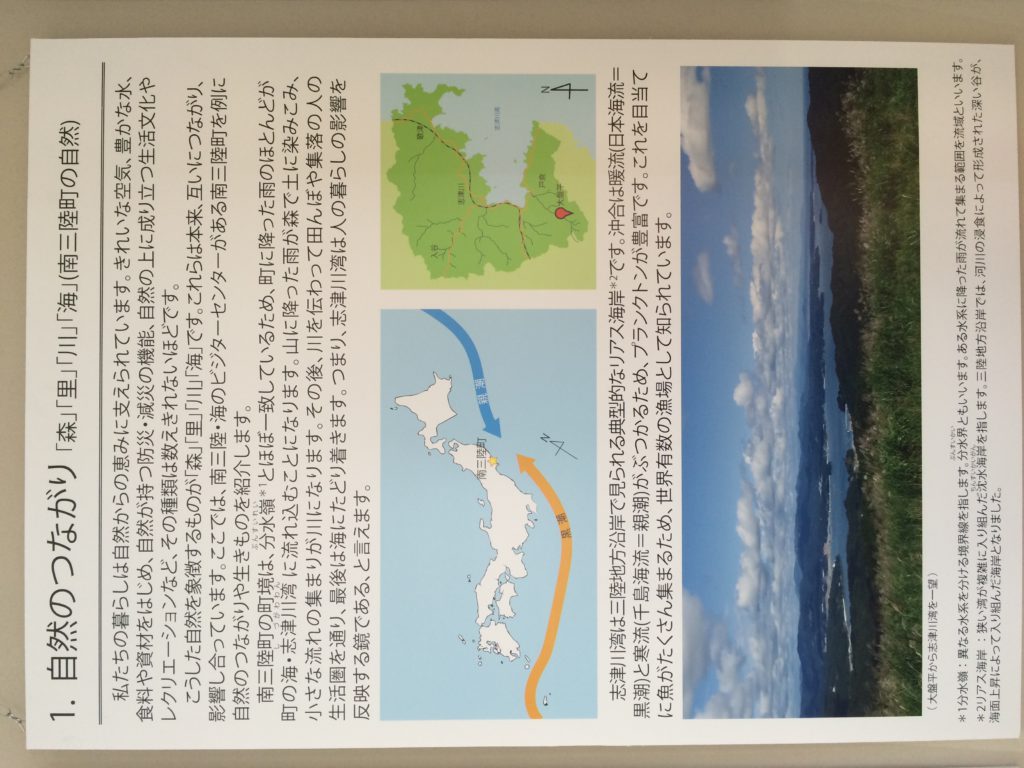 1. 自然のつながり 「森」「里」「川」「海」(南三陸町の自然)
私たちの暮らしは自然からの恵みに支えられています。きれいな空気、豊かな水、
食料や資材をはじめ、自然が持つ防災・減災の機能、自然の上に成り立つ生活文化や
レクリエーションなど、その種類は数えきれないほどです。
こうした自然を象徴するものが「森」「里」「川」「海」です。これらは本来、互いにつながり、
影響し合っています。ここでは、南三陸・海のビジターセンターがある南三陸町を例に
自然のつながりや生きものを紹介します。
ぶんすいれい
南三陸町の町境は、分水嶺*1とほぼ一致しているため、町に降った雨のほとんどが
しづがわわん
町の海・志津川湾に流れ込むことになります。山に降った雨が森で土に染みこみ、
小さな流れの集まりが川になります。その後、川を伝わって田んぼや集落の人の
生活圏を通り、最後は海にたどり着きます。つまり、志津川湾は人の暮らしの影響を
反映する鏡である、と言えます。
南三陸町
親潮
黒潮
N
歌津
入谷
志津川
志津川湾
戸倉
大盤平
N
志津川湾は三陸地方沿岸で見られる典型的なリアス海岸*2です。沖合は暖流(日本海流＝
黒潮)と寒流(千島海流＝親潮)がぶつかるため、プランクトンが豊富です。これを目当て
に魚がたくさん集まるため、世界有数の漁場として知られています。
（大盤平から志津川湾を一望）
ぶんすいかい
*1分水嶺：異なる水系を分ける境界線を指します。分水界ともいいます。ある水系に降った雨が流れて集まる範囲を流域といいます。
ちんすいかいがん
*2リアス海岸：狭い湾が複雑に入り組んだ沈水海岸を指します。三陸地方沿岸では、河川の浸食によって形成された深い谷が、
海面上昇によって入り組んだ海岸となりました。